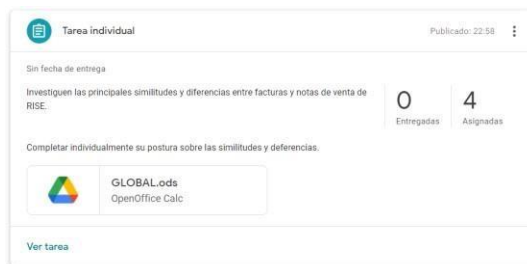 Tarea individual
Publicado: 22:58
Sin fecha de entrega
Investiguen las principales similitudes y diferencias entre facturas y notas de venta de
RISE.
0
Entregadas
4
Asignadas
Completar individualmente su postura sobre las similitudes y deferencias.
GLOBAL.ods
OpenOffice Calc
Ver tarea